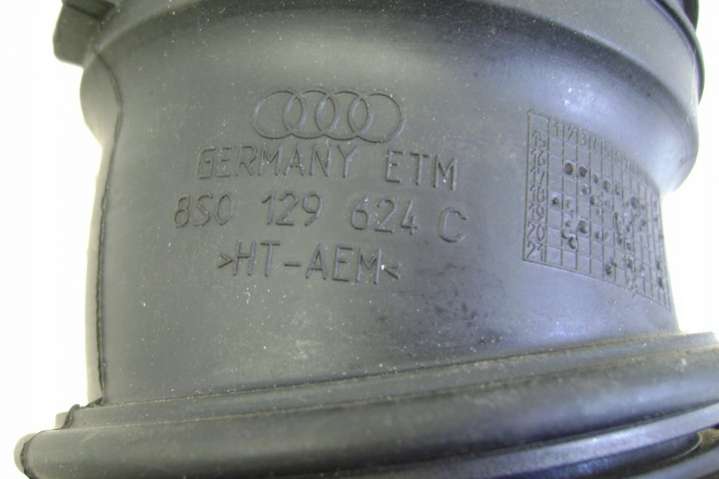 GERMANY ETM
8S0 129 624 C
>HT-AEM<